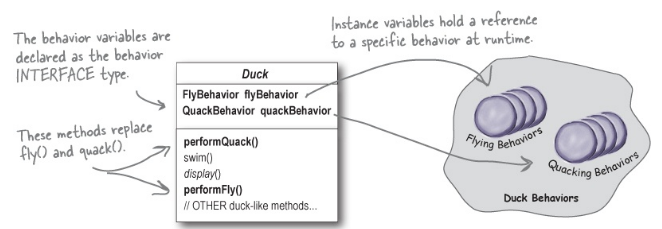 Instance variables hold a reference
to a specific behavior at runtime.
The behavior variables are
declared as the behavior
INTERFACE type.
Duck
FlyBehavior flyBehavior
QuackBehavior quackBehavior
These methods replace
fly() and quack().
performQuack()
swim()
display()
performFly()
// OTHER duck-like methods...
Flying Behaviors
Quacking Behaviors
Duck Behaviors